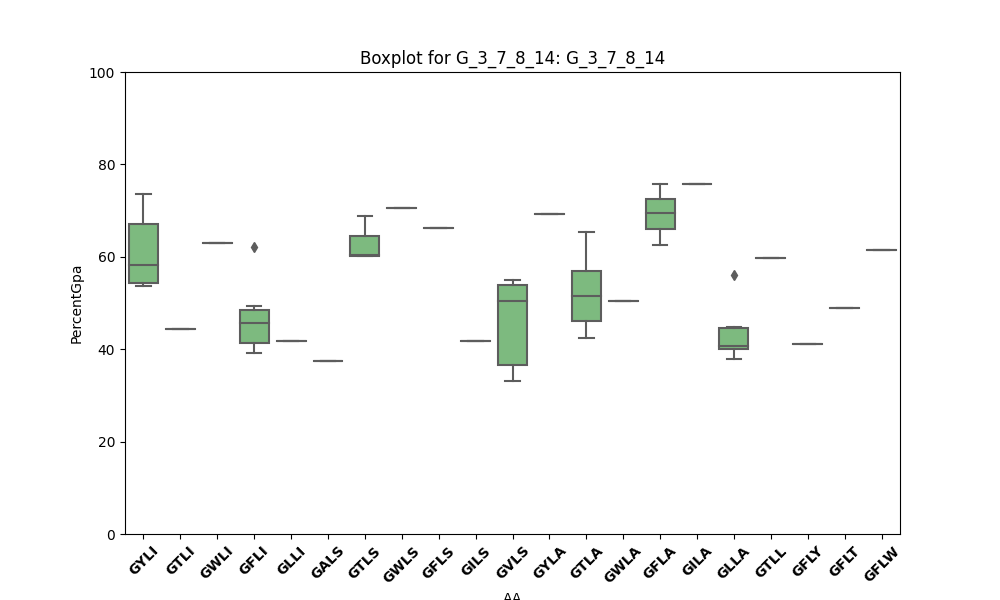 Boxplot for G_3_7_8_14: G_3_7_8_14
100
80
60
40
20
0
PercentGpa
GYLI
GTLI
GWLI
GFLI
GLLI
GALS
GTLS
GWLS
GFLS
GILS
GVLS
GYLA
GTLA
GWLA
GFLA
GILA
GLLA
GTLL
GFLY
GFLT
GFLW
AA